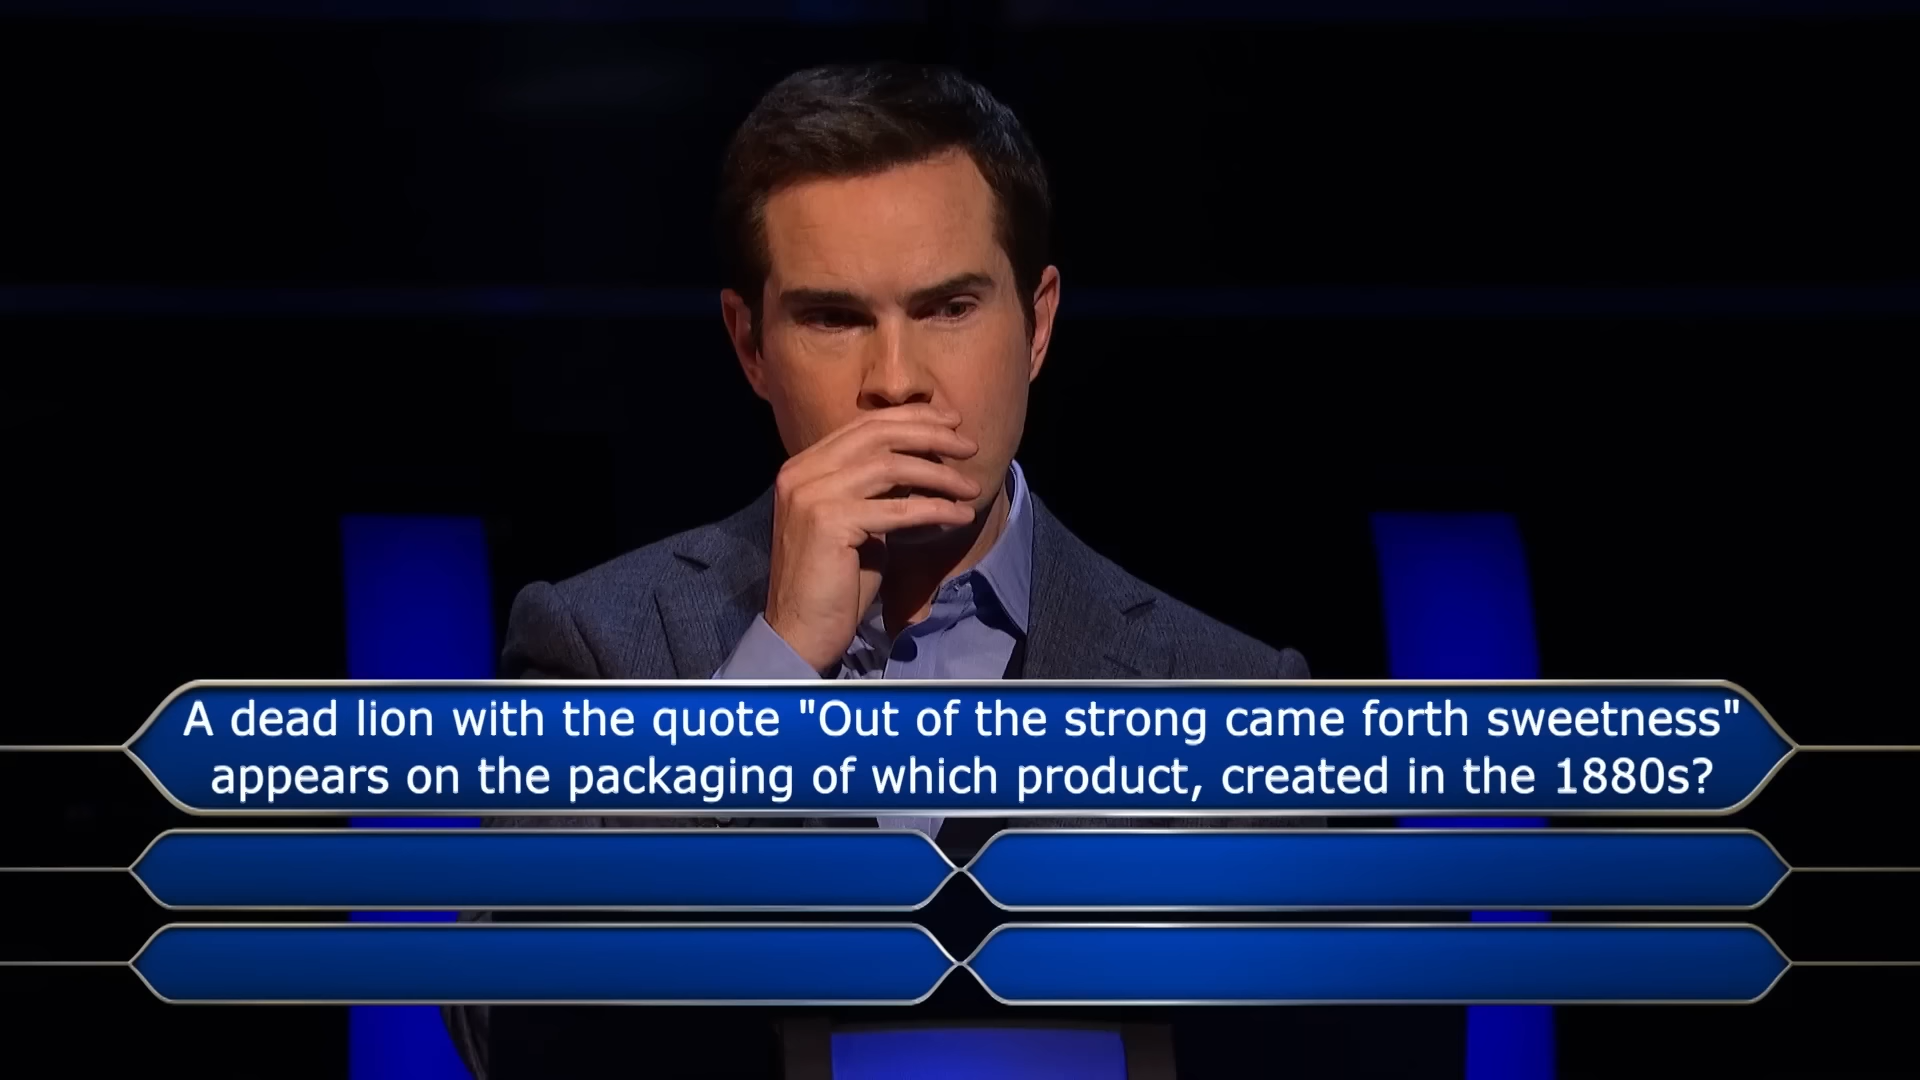 A dead lion with the quote "Out of the strong came forth sweetness"
appears on the packaging of which product, created in the 1880s?